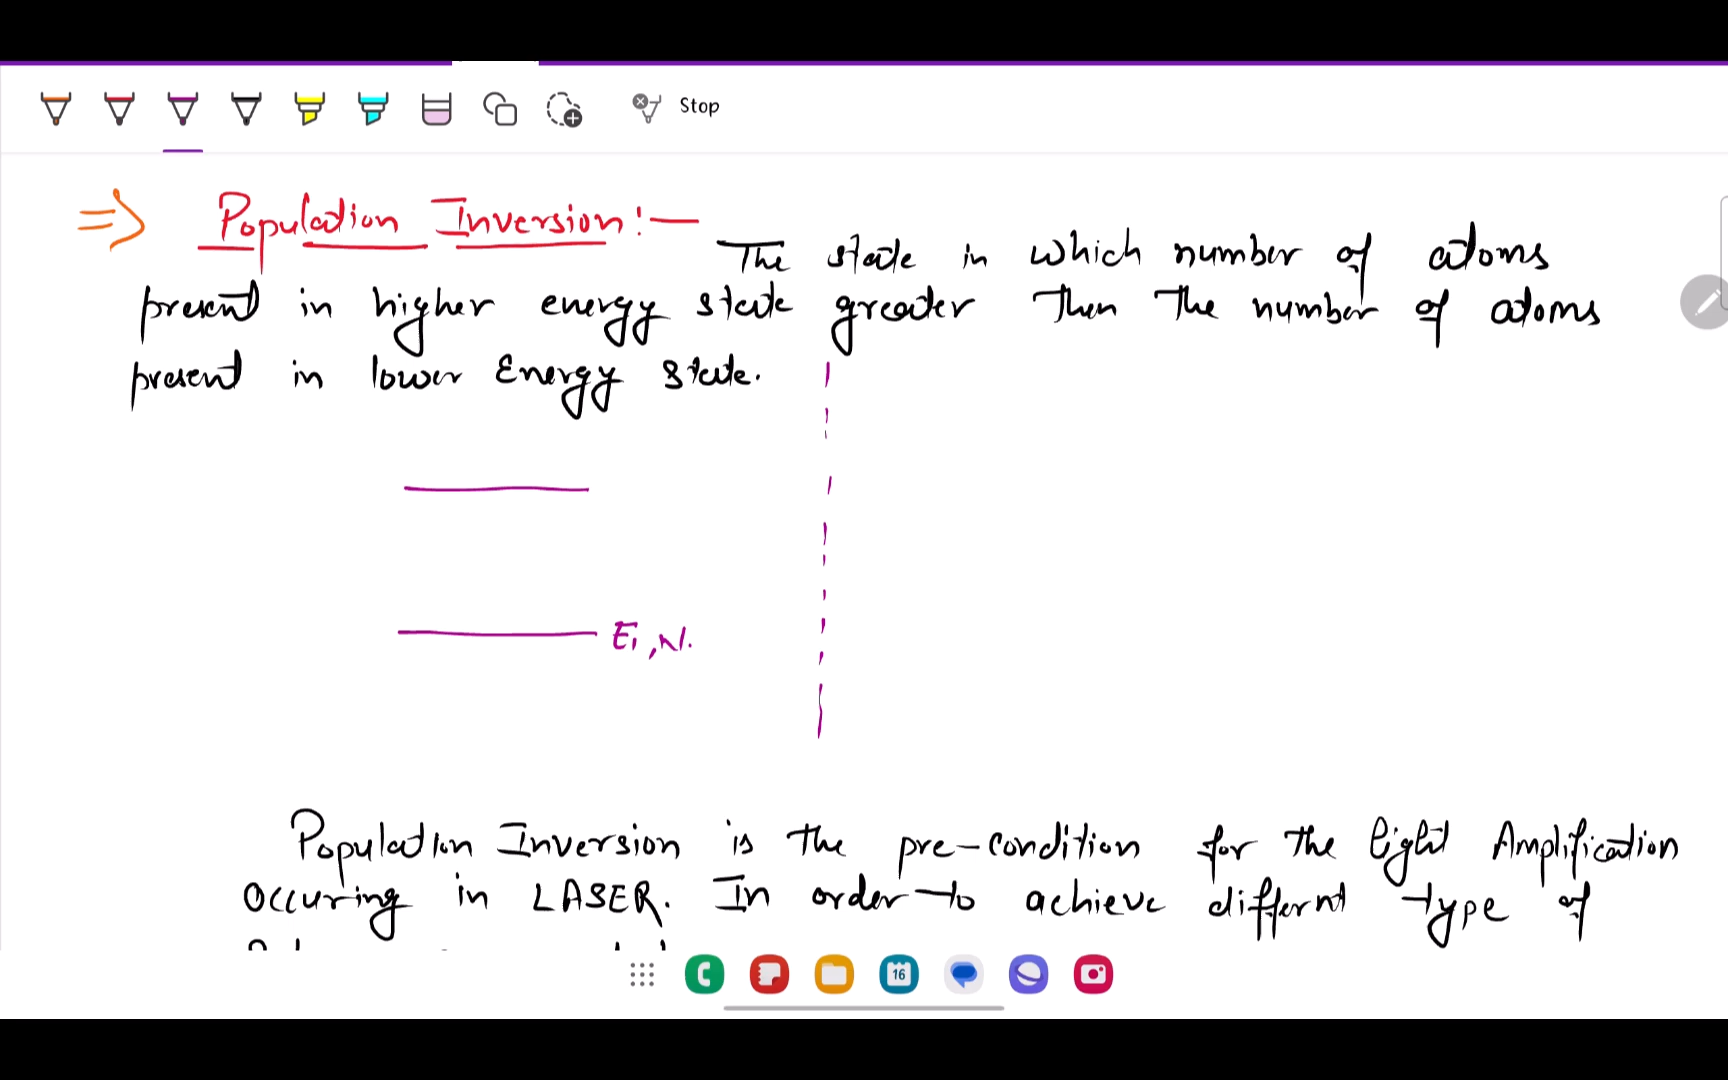 Stop
⇒ Population Inversion:—
The state in which number of atoms
present in higher energy state greater Then The number of atoms
present in lower Energy State.
E₁, N.
Population Inversion is the pre-condition for The light Amplification
Occuring in LASER. In order to achieve differnt type of
16